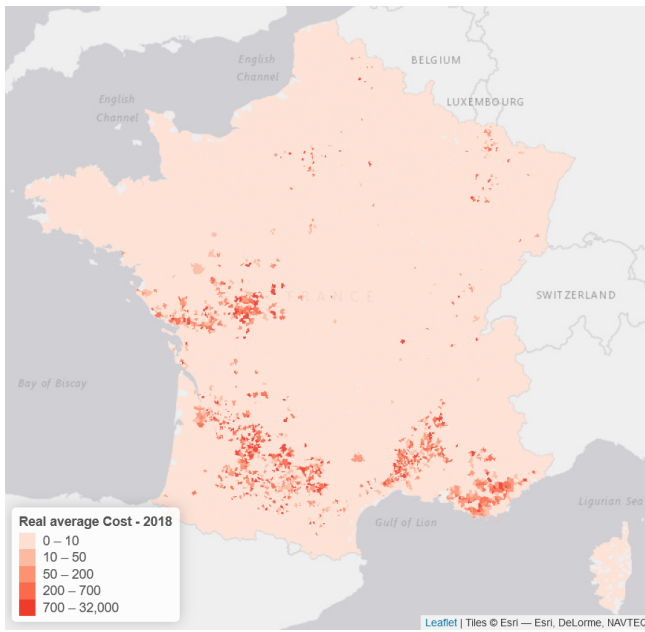 BELGIUM
English
Channel
LUXEMBOURG
English
Channel
FRANCE
SWITZERLAND
Bay of Biscay
Ligurian Sea
Gulf of Lion
Real average Cost - 2018
0 – 10
10 – 50
50 – 200
200 – 700
700 – 32,000
Leaflet | Tiles © Esri — Esri, DeLorme, NAVTEQ